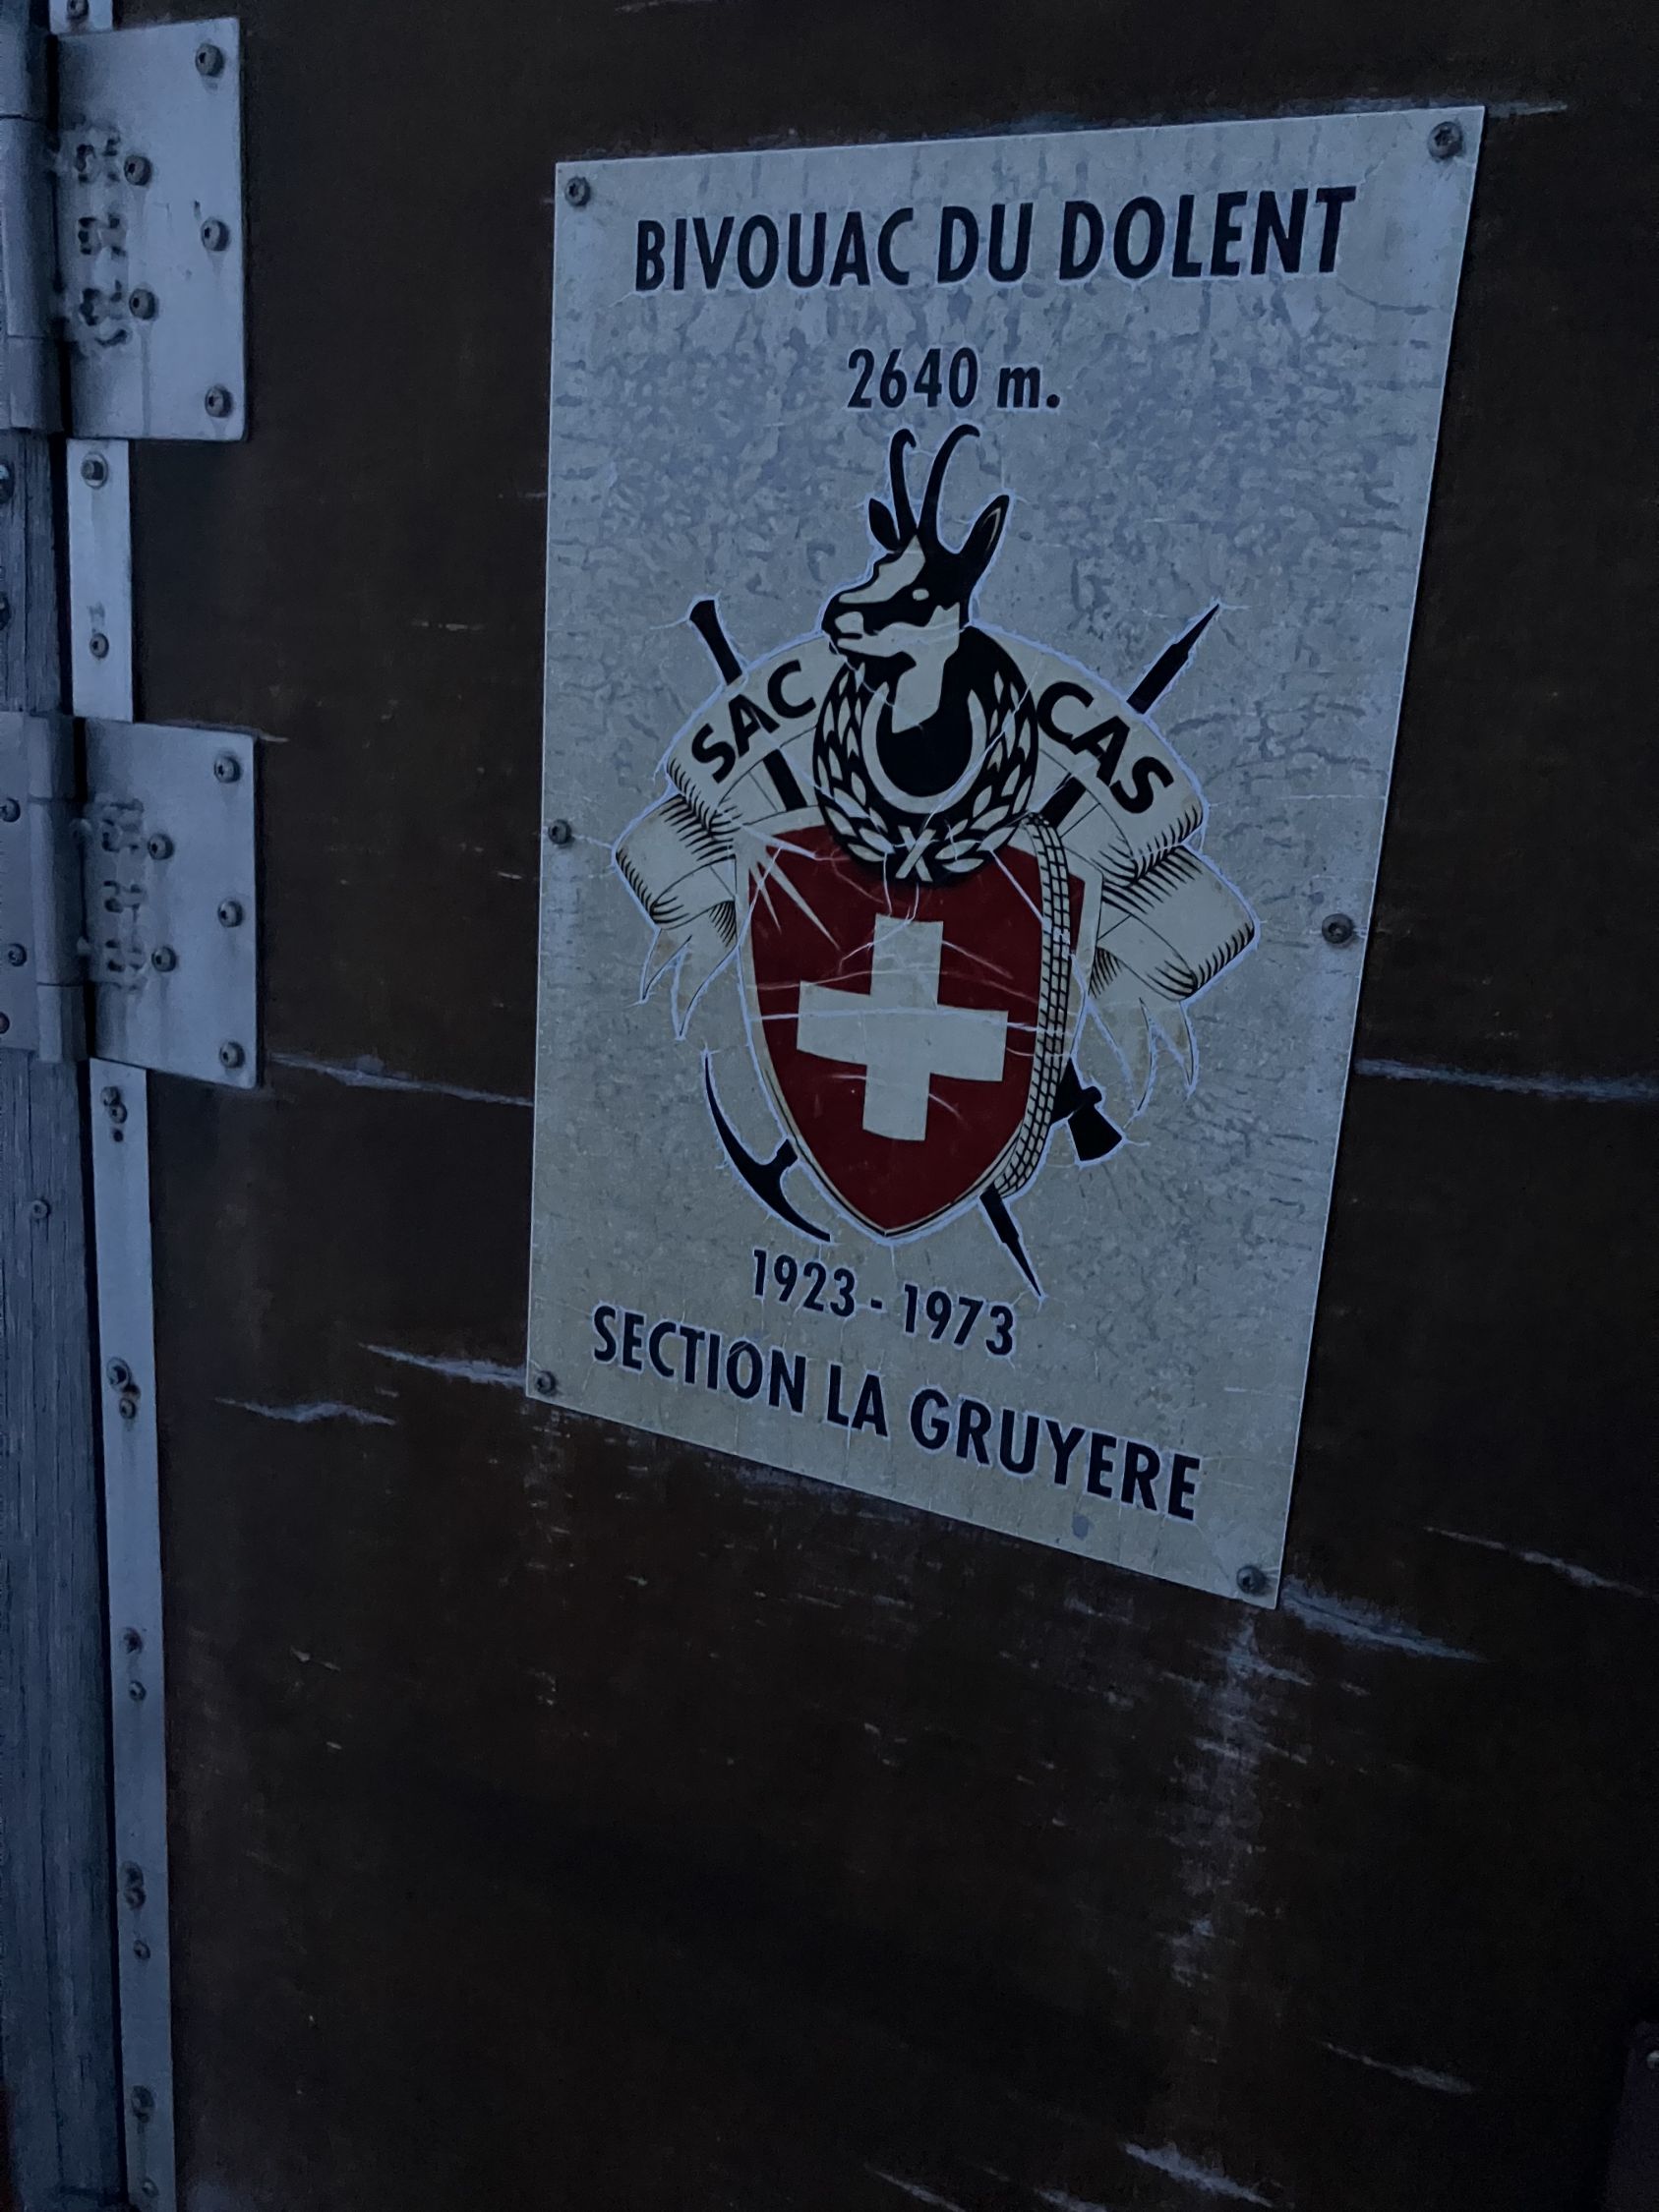 BIVOUAC DU DOLENT
2640 m.
SAC CAS
1923 - 1973
SECTION LA GRUYERE